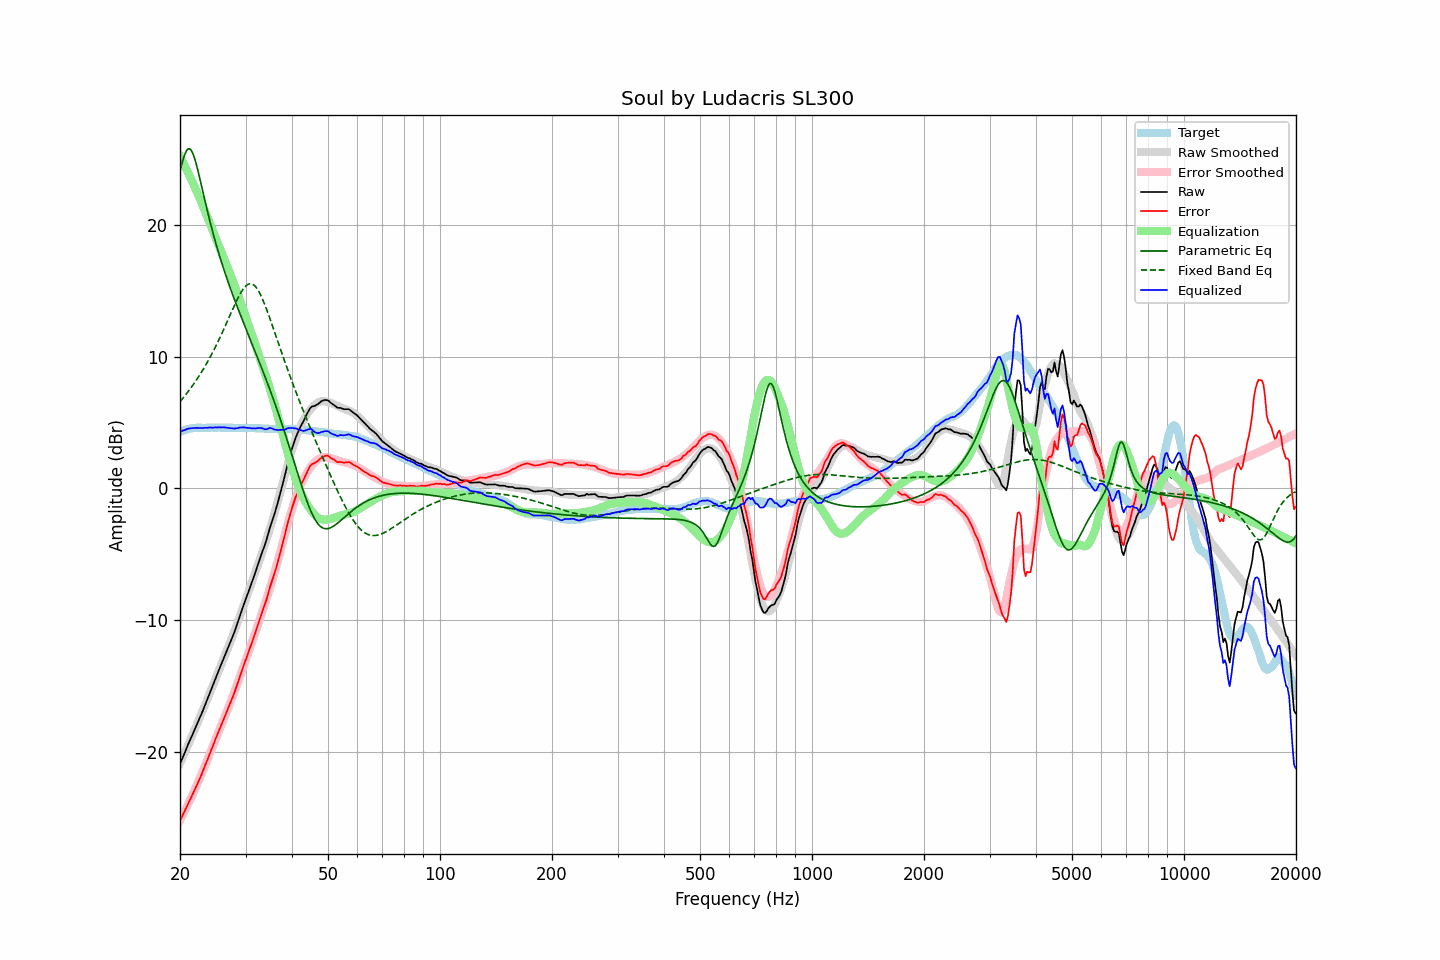 Soul by Ludacris SL300
Target
Raw Smoothed
Error Smoothed
Raw
Error
Equalization
Parametric Eq
Fixed Band Eq
Equalized
Amplitude (dBr)
20
10
0
−10
−20
20 50 100 200 500 1000 2000 5000 10000 20000
Frequency (Hz)